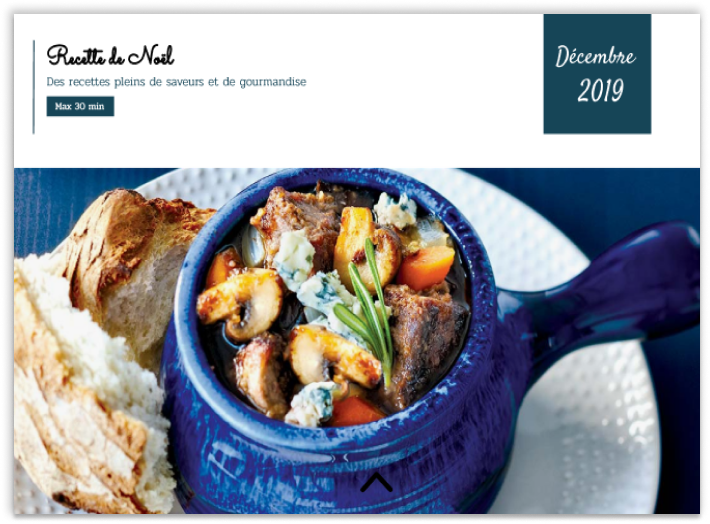 Recette de Noël
Des recettes pleins de saveurs et de gourmandise
Max 30 min
Décembre
2019